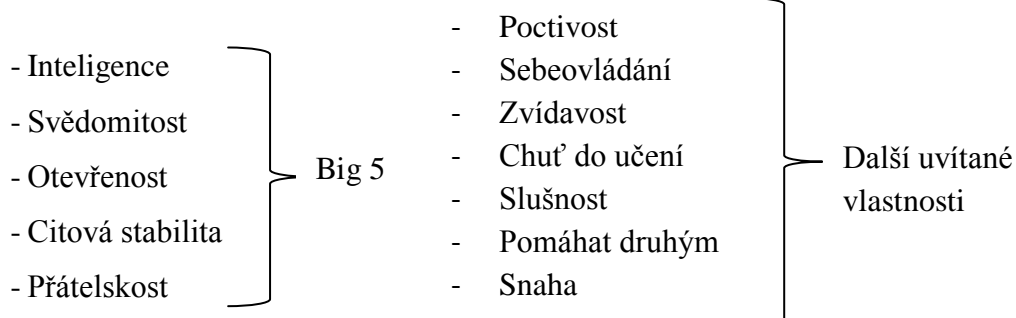 - Inteligence
- Svědomitost
- Otevřenost
- Citová stabilita
- Přátelskost
Big 5
- Poctivost
- Sebeovládání
- Zvídavost
- Chuť do učení
- Slušnost
- Pomáhat druhým
- Snaha
Další uvítané
vlastnosti